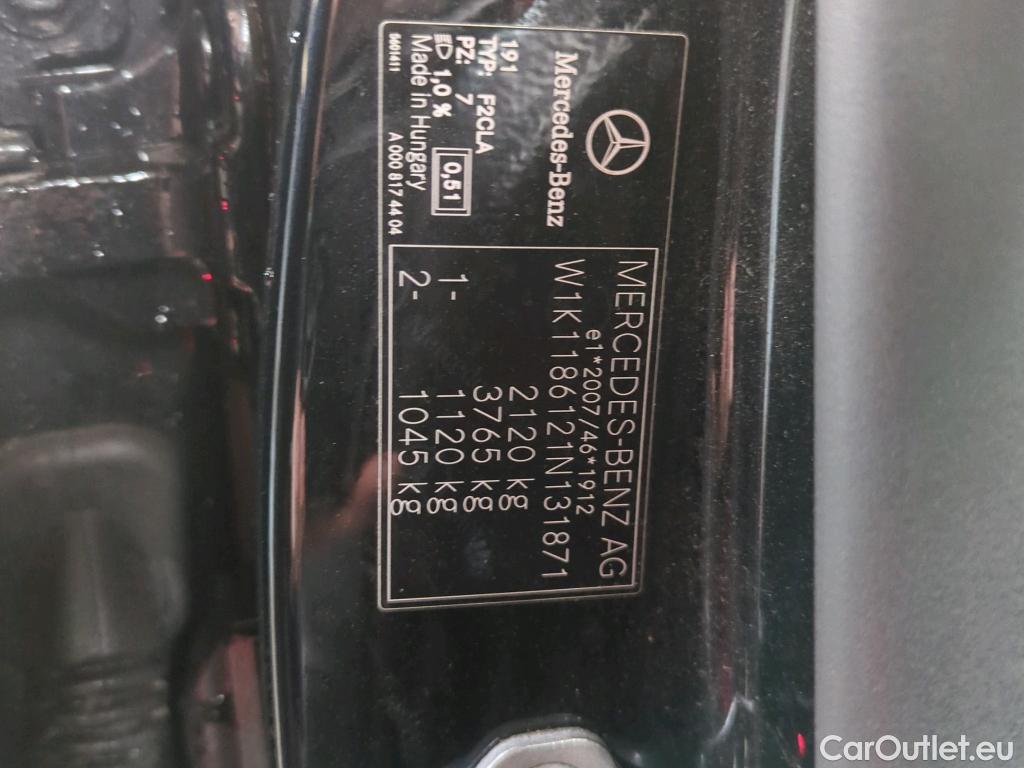 Mercedes-Benz
191
TYP: F2CLA
PZ: 7
1,0 % 0,51
Made in Hungary
5401411 A 000 817 44 04
MERCEDES-BENZ AG
e1*2007/46*1912
W1K1186121N131871
2120 kg
3765 kg
1- 1120 kg
2- 1045 kg
CarOutlet.eu